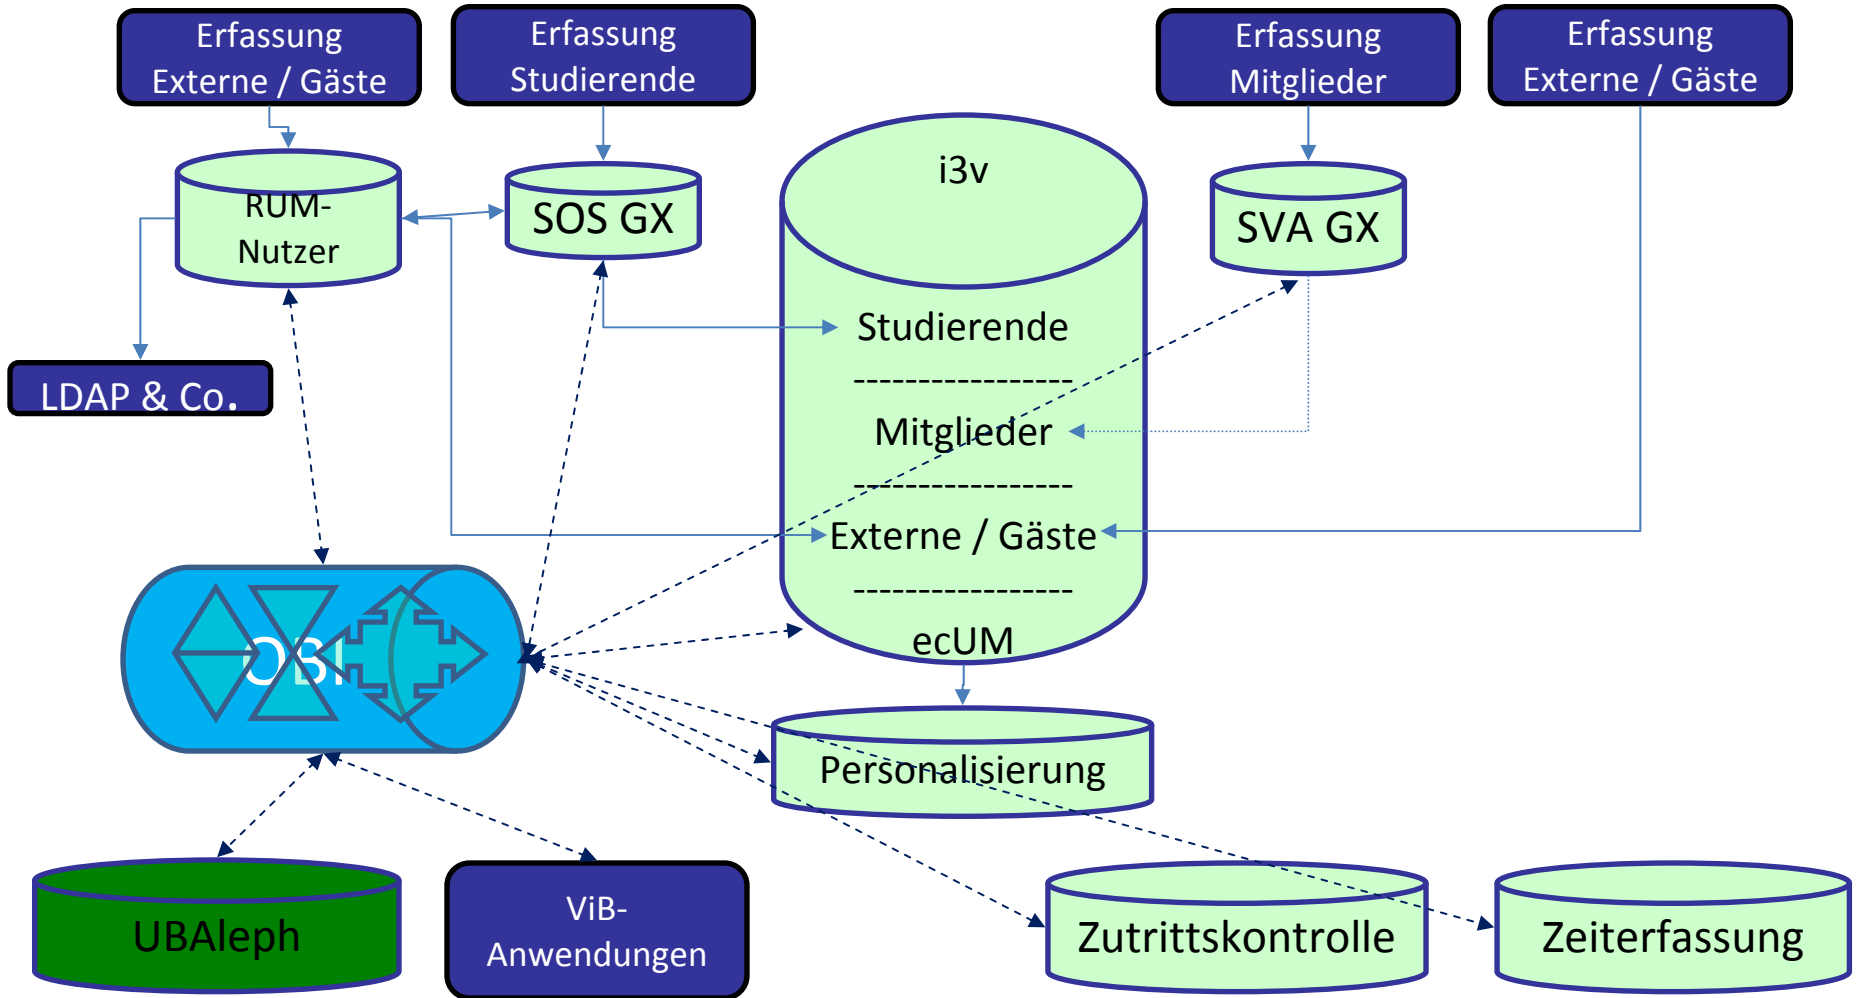 Erfassung
Externe / Gäste
Erfassung
Studierende
Erfassung
Mitglieder
Erfassung
Externe / Gäste
RUM-
Nutzer
SOS GX
i3v
SVA GX
Studierende
-----------------
Mitglieder
-----------------
Externe / Gäste
-----------------
ecUM
LDAP & Co.
OBI
Personalisierung
UBAleph
ViB-
Anwendungen
Zutrittskontrolle
Zeiterfassung